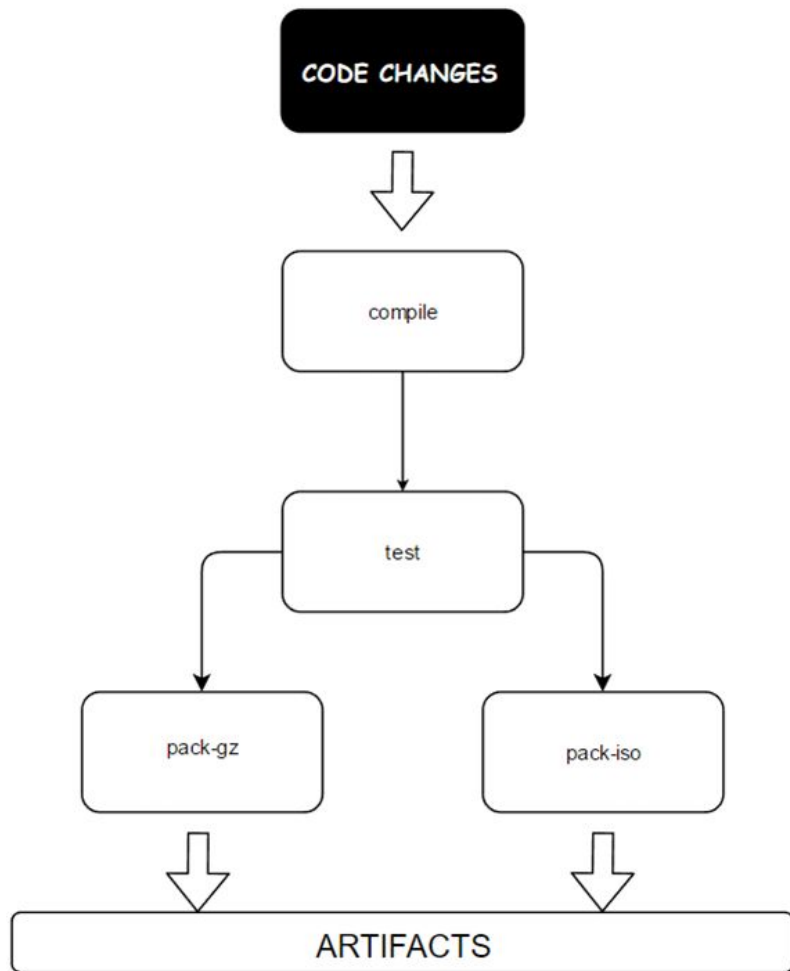 CODE CHANGES
compile
test
pack-gz
pack-iso
ARTIFACTS